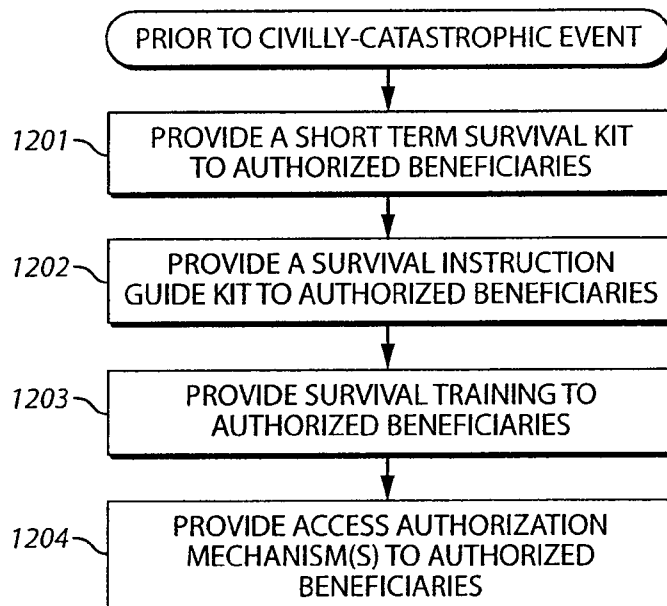 PRIOR TO CIVILLY-CATASTROPHIC EVENT
1201
PROVIDE A SHORT TERM SURVIVAL KIT
TO AUTHORIZED BENEFICIARIES
1202
PROVIDE A SURVIVAL INSTRUCTION
GUIDE KIT TO AUTHORIZED BENEFICIARIES
1203
PROVIDE SURVIVAL TRAINING TO
AUTHORIZED BENEFICIARIES
1204
PROVIDE ACCESS AUTHORIZATION
MECHANISM(S) TO AUTHORIZED
BENEFICIARIES